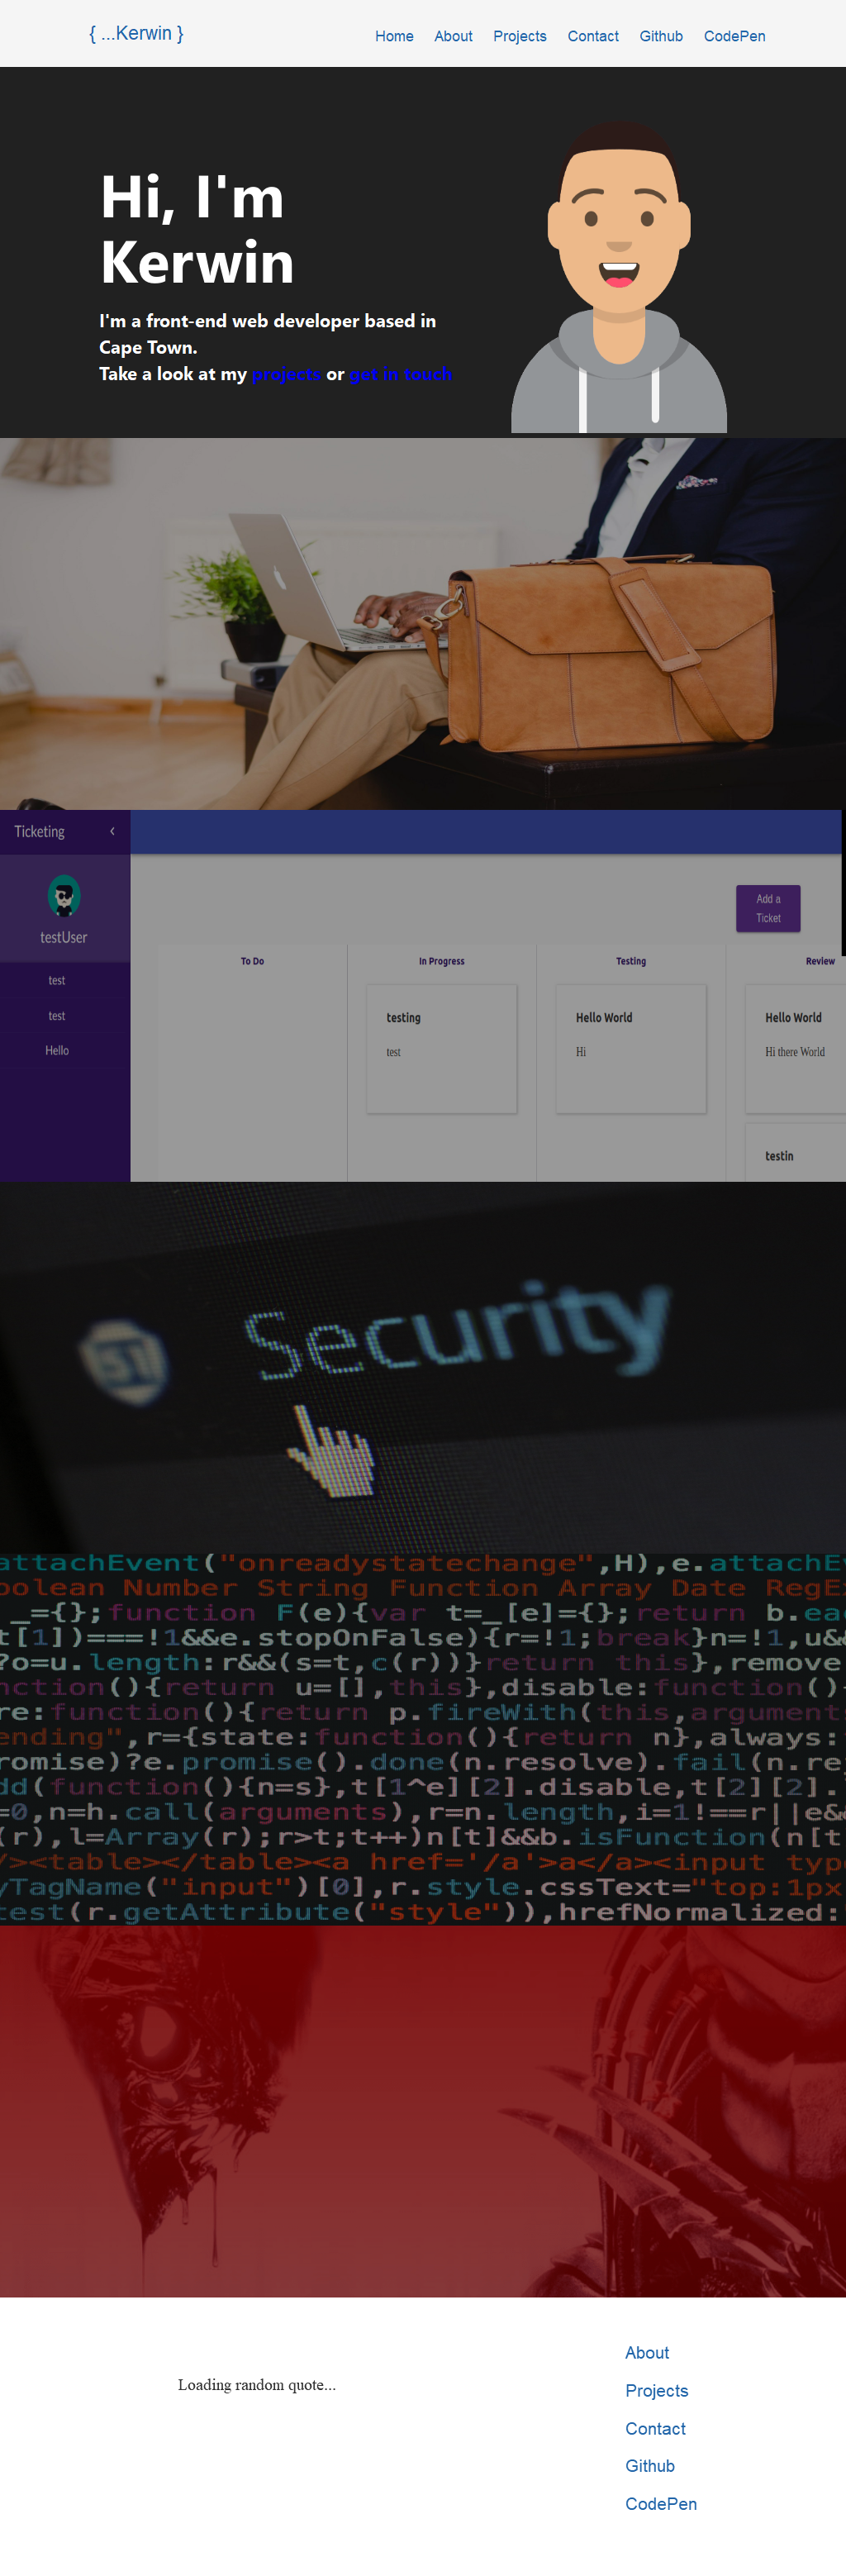 { ...Kerwin }
Home About Projects Contact Github CodePen
Hi, I'm
Kerwin
I'm a front-end web developer based in
Cape Town.
Take a look at my projects or get in touch
Ticketing
testUser
test
test
Hello
Add a
Ticket
To Do In Progress Testing Review
testing Hello World Hello World
test Hi Hi there World
testin
Security
attachEvent("onreadystatechange",H),e.attachE
oolean Number String Function Array Date RegE
_={};function F(e){var t=_[e]={};return b.ea
t[1])===!1&&e.stopOnFalse){r=!1;break}n=!1,u&
?o=u.length:r&&(s=t,c(r))}return this},remove
nction(){return u=[],this},disable:function()
re:function(){return p.fireWith(this,argument
ending",r={state:function(){return n},always:
romise)?e.promise().done(n.resolve).fail(n.re
dd(function(){n=s},t[1^e][2].disable,t[2][2].
=0,n=h.call(arguments),r=n.length,i=1!==r||e&
(r),l=Array(r);r>t;t++)n[t]&&b.isFunction(n[t
/><table></table><a href='/a'>a</a><input typ
yTagName("input")[0],r.style.cssText="top:1px
test(r.getAttribute("style")),hrefNormalized:
Loading random quote...
About
Projects
Contact
Github
CodePen